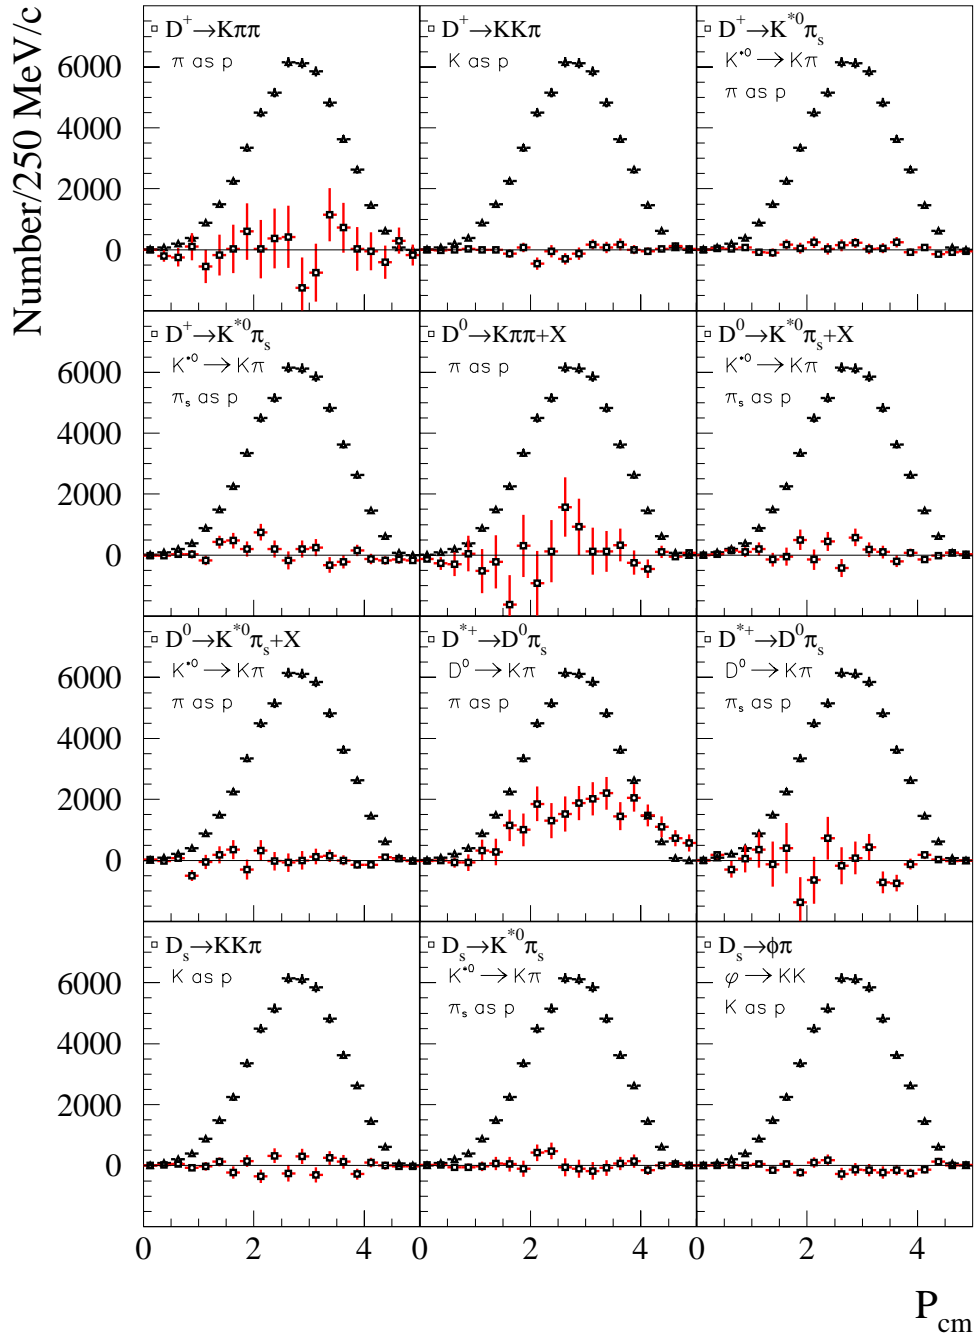 Number/250 MeV/c
D⁺→Kππ
π as p
D⁺→KKπ
K as p
D⁺→K*⁰πₛ
K*⁰→Kπ
π as p
6000
4000
2000
0
D⁺→K*⁰πₛ
K*⁰→Kπ
πₛ as p
D⁰→Kππ+X
π as p
D⁰→K*⁰πₛ+X
K*⁰→Kπ
πₛ as p
6000
4000
2000
0
D⁰→K*⁰πₛ+X
K*⁰→Kπ
π as p
D*⁺→D⁰πₛ
D⁰→Kπ
π as p
D*⁺→D⁰πₛ
D⁰→Kπ
πₛ as p
6000
4000
2000
0
Dₛ→KKπ
K as p
Dₛ→K*⁰πₛ
K*⁰→Kπ
πₛ as p
Dₛ→ϕπ
φ→KK
K as p
6000
4000
2000
0
0 2 4 0 2 4 0 2 4
P_cm